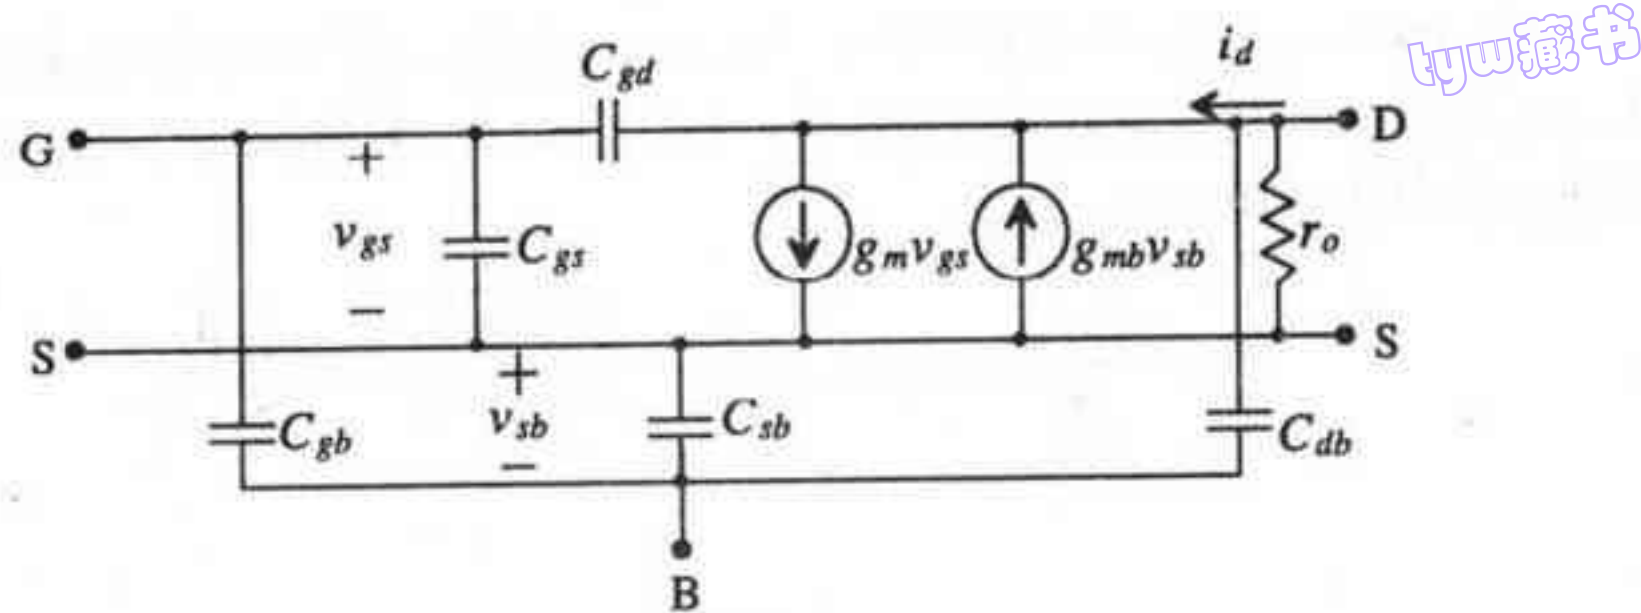 tyw藏书
i_d
C_gd
G
D
+
v_gs
C_gs
g_m v_gs
g_mb v_sb
r_o
−
S
S
+
v_sb
−
C_gb
C_sb
C_db
B